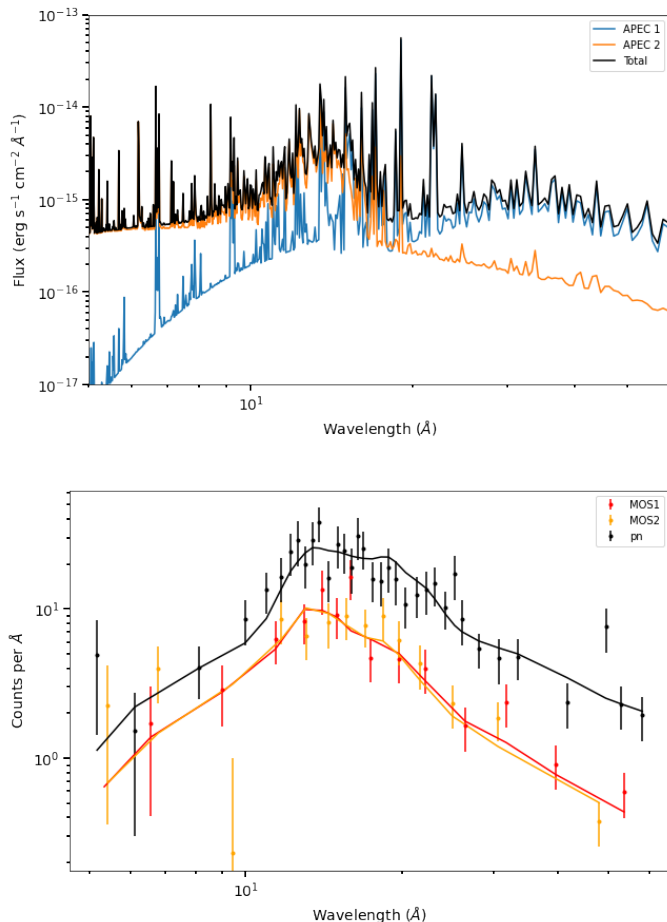 10⁻¹³
10⁻¹⁴
10⁻¹⁵
10⁻¹⁶
10⁻¹⁷
Flux (erg s⁻¹ cm⁻² Å⁻¹)
APEC 1
APEC 2
Total
10¹
Wavelength (Å)
10¹
10⁰
Counts per Å
MOS1
MOS2
pn
10¹
Wavelength (Å)